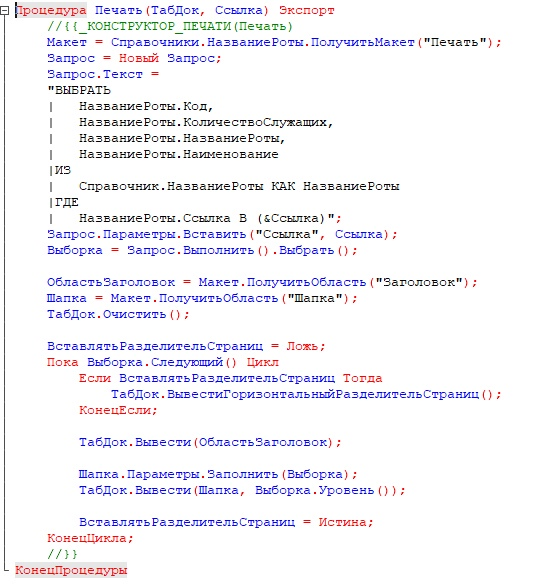 Процедура Печать(ТабДок, Ссылка) Экспорт
//{{_КОНСТРУКТОР_ПЕЧАТИ(Печать)
Макет = Справочники.НазваниеРоты.ПолучитьМакет("Печать");
Запрос = Новый Запрос;
Запрос.Текст =
"ВЫБРАТЬ
|   НазваниеРоты.Код,
|   НазваниеРоты.КоличествоСлужащих,
|   НазваниеРоты.НазваниеРоты,
|   НазваниеРоты.Наименование
|ИЗ
|   Справочник.НазваниеРоты КАК НазваниеРоты
|ГДЕ
|   НазваниеРоты.Ссылка В (&Ссылка)";
Запрос.Параметры.Вставить("Ссылка", Ссылка);
Выборка = Запрос.Выполнить().Выбрать();
ОбластьЗаголовок = Макет.ПолучитьОбласть("Заголовок");
Шапка = Макет.ПолучитьОбласть("Шапка");
ТабДок.Очистить();
ВставлятьРазделительСтраниц = Ложь;
Пока Выборка.Следующий() Цикл
Если ВставлятьРазделительСтраниц Тогда
ТабДок.ВывестиГоризонтальныйРазделительСтраниц();
КонецЕсли;
ТабДок.Вывести(ОбластьЗаголовок);
Шапка.Параметры.Заполнить(Выборка);
ТабДок.Вывести(Шапка, Выборка.Уровень());
ВставлятьРазделительСтраниц = Истина;
КонецЦикла;
//}}
КонецПроцедуры